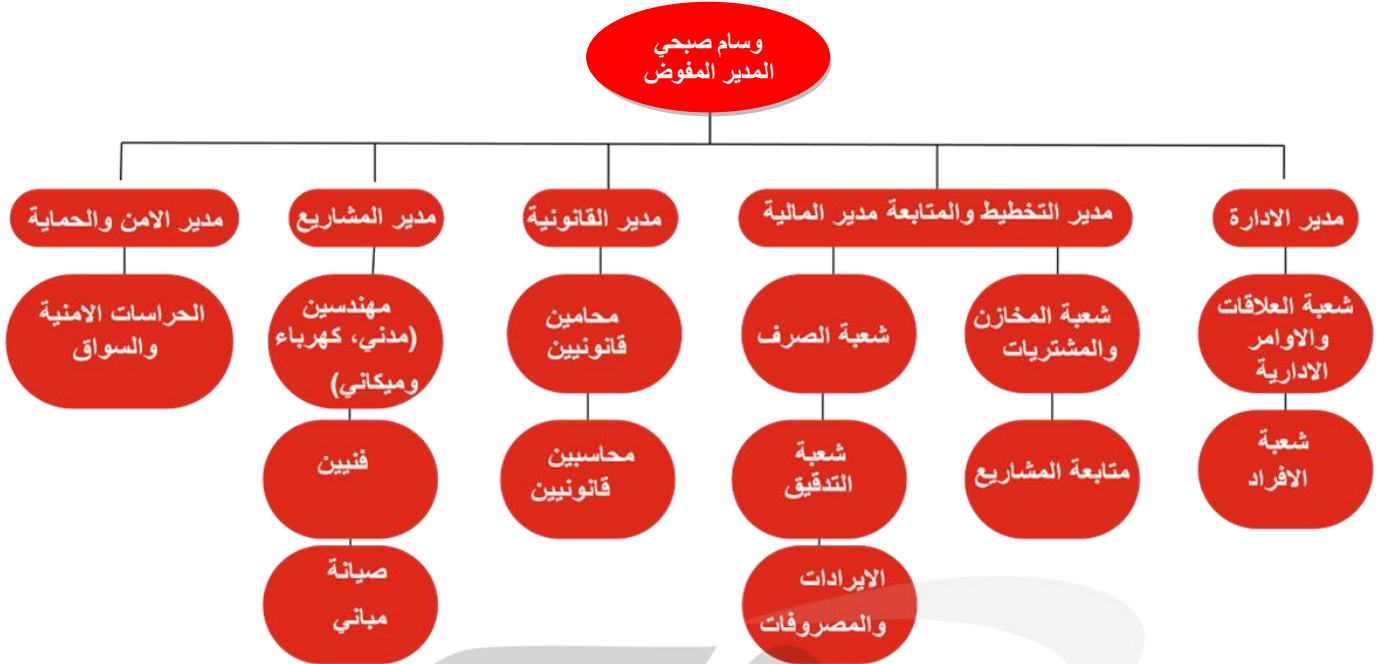 وسام صبحي
المدير المفوض
مدير الادارة
مدير التخطيط والمتابعة مدير المالية
مدير القانونية
مدير المشاريع
مدير الامن والحماية
شعبة العلاقات
والاوامر
الادارية
شعبة المخازن
والمشتريات
شعبة الصرف
محامين
قانونيين
مهندسين
(مدني، كهرباء
وميكاني)
الحراسات الامنية
والسواق
شعبة
الافراد
متابعة المشاريع
شعبة
التدقيق
محاسبين
قانونيين
فنيين
الايرادات
والمصروفات
صيانة
مباني